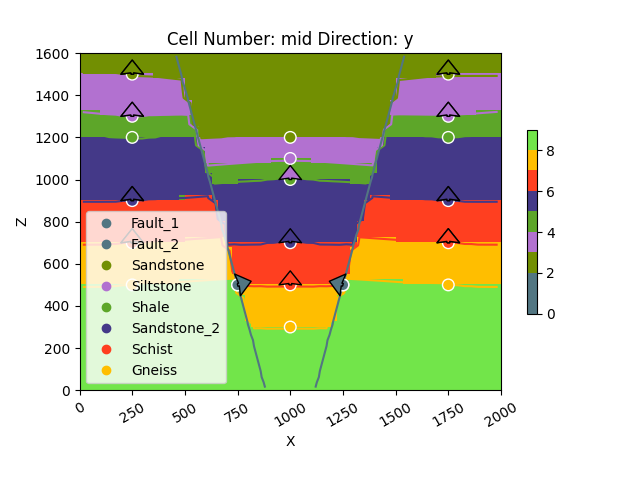 Cell Number: mid Direction: y
Z
1600
1400
1200
1000
800
600
400
200
0
Fault_1
Fault_2
Sandstone
Siltstone
Shale
Sandstone_2
Schist
Gneiss
0
250
500
750
1000
1250
1500
1750
2000
X
8
6
4
2
0